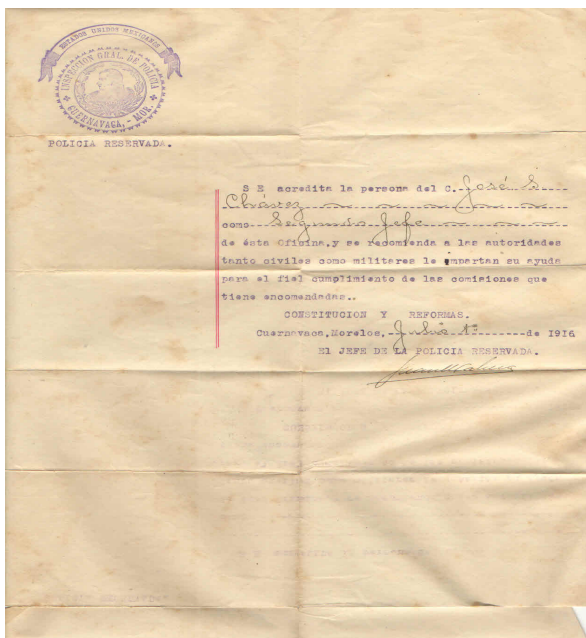 ESTADOS UNIDOS MEXICANOS
INSPECCION GRAL. DE POLICIA
CUERNAVACA, - MOR.
POLICIA RESERVADA.
SE acredita la persona del C. José S
Chávez
como Segundo Jefe
de ésta Oficina, y se recomienda a las autoridades
tanto civiles como militares le impartan su ayuda
para el fiel cumplimiento de las comisiones que
tiene encomendadas..
CONSTITUCION Y REFORMAS.
Cuernavaca, Morelos, Julio 1º de 1916
El JEFE DE LA POLICIA RESERVADA.